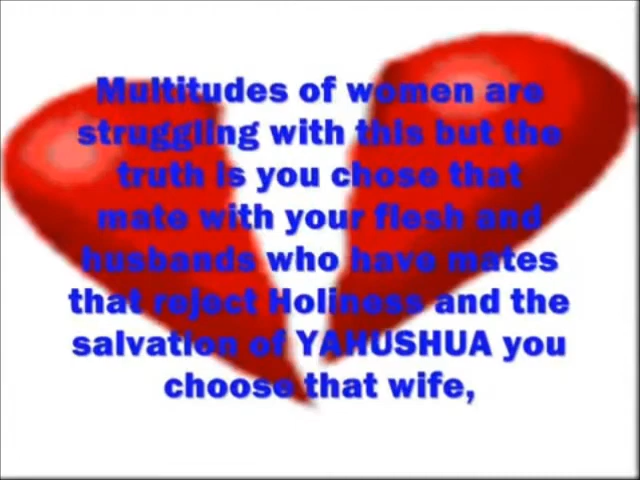 Multitudes of women are
struggling with this but the
truth is you chose that
mate with your flesh and
husbands who have mates
that reject Holiness and the
salvation of YAHUSHUA you
choose that wife,